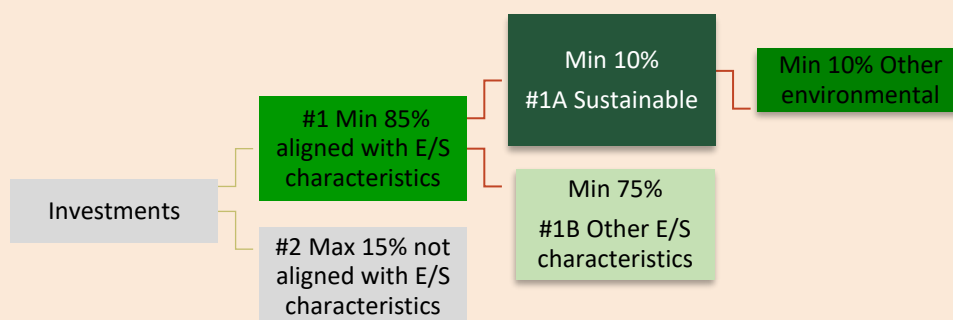 Investments
#1 Min 85%
aligned with E/S
characteristics
#2 Max 15% not
aligned with E/S
characteristics
Min 10%
#1A Sustainable
Min 75%
#1B Other E/S
characteristics
Min 10% Other
environmental